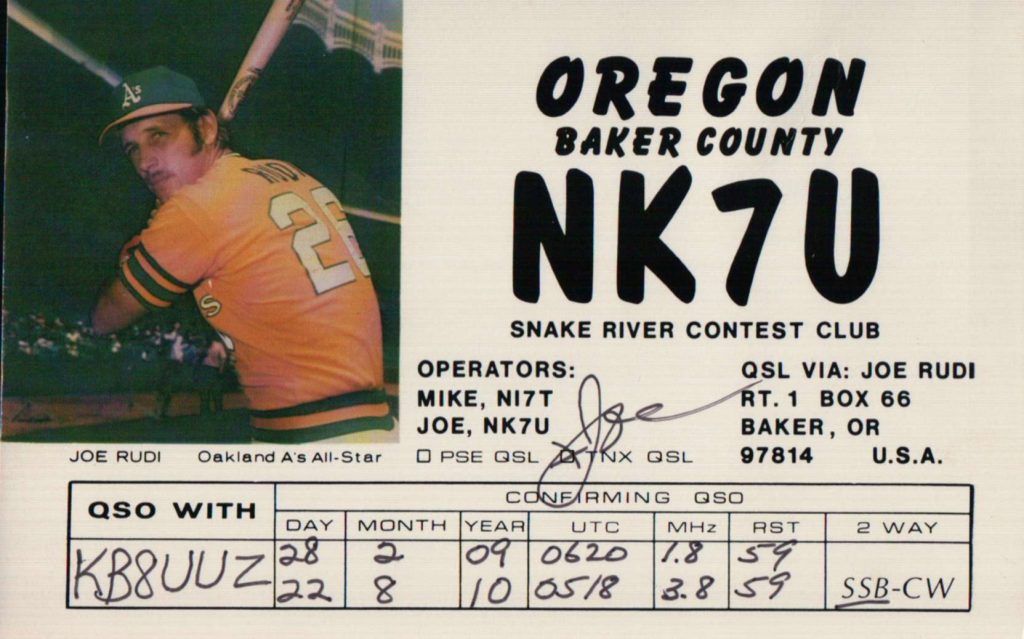 A's
RUDI
26
S
OREGON
BAKER COUNTY
NK7U
SNAKE RIVER CONTEST CLUB
OPERATORS:
MIKE, NI7T
JOE, NK7U
Joe
QSL VIA: JOE RUDI
RT. 1 BOX 66
BAKER, OR
97814 U.S.A.
JOE RUDI Oakland A's All-Star
PSE QSL TNX QSL
QSO WITH
CONFIRMING QSO
DAY MONTH YEAR UTC MHz RST 2 WAY
KB8UUZ
28 2 09 0620 1.8 59
22 8 10 0518 3.8 59 SSB-CW